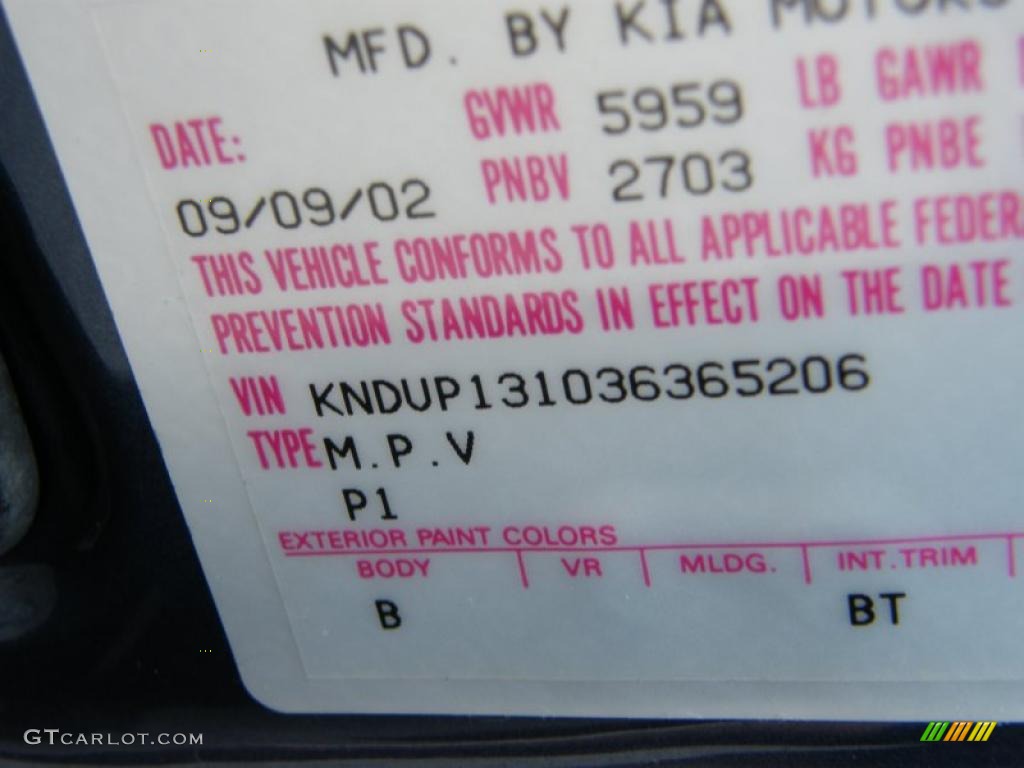 MFD. BY KIA MOTORS
DATE: GVWR 5959 LB GAWR
09/09/02 PNBV 2703 KG PNBE
THIS VEHICLE CONFORMS TO ALL APPLICABLE FEDER
PREVENTION STANDARDS IN EFFECT ON THE DATE
VIN KNDUP131036365206
TYPE M.P.V
P1
EXTERIOR PAINT COLORS
BODY VR MLDG. INT.TRIM
B BT
GTCARLOT.COM